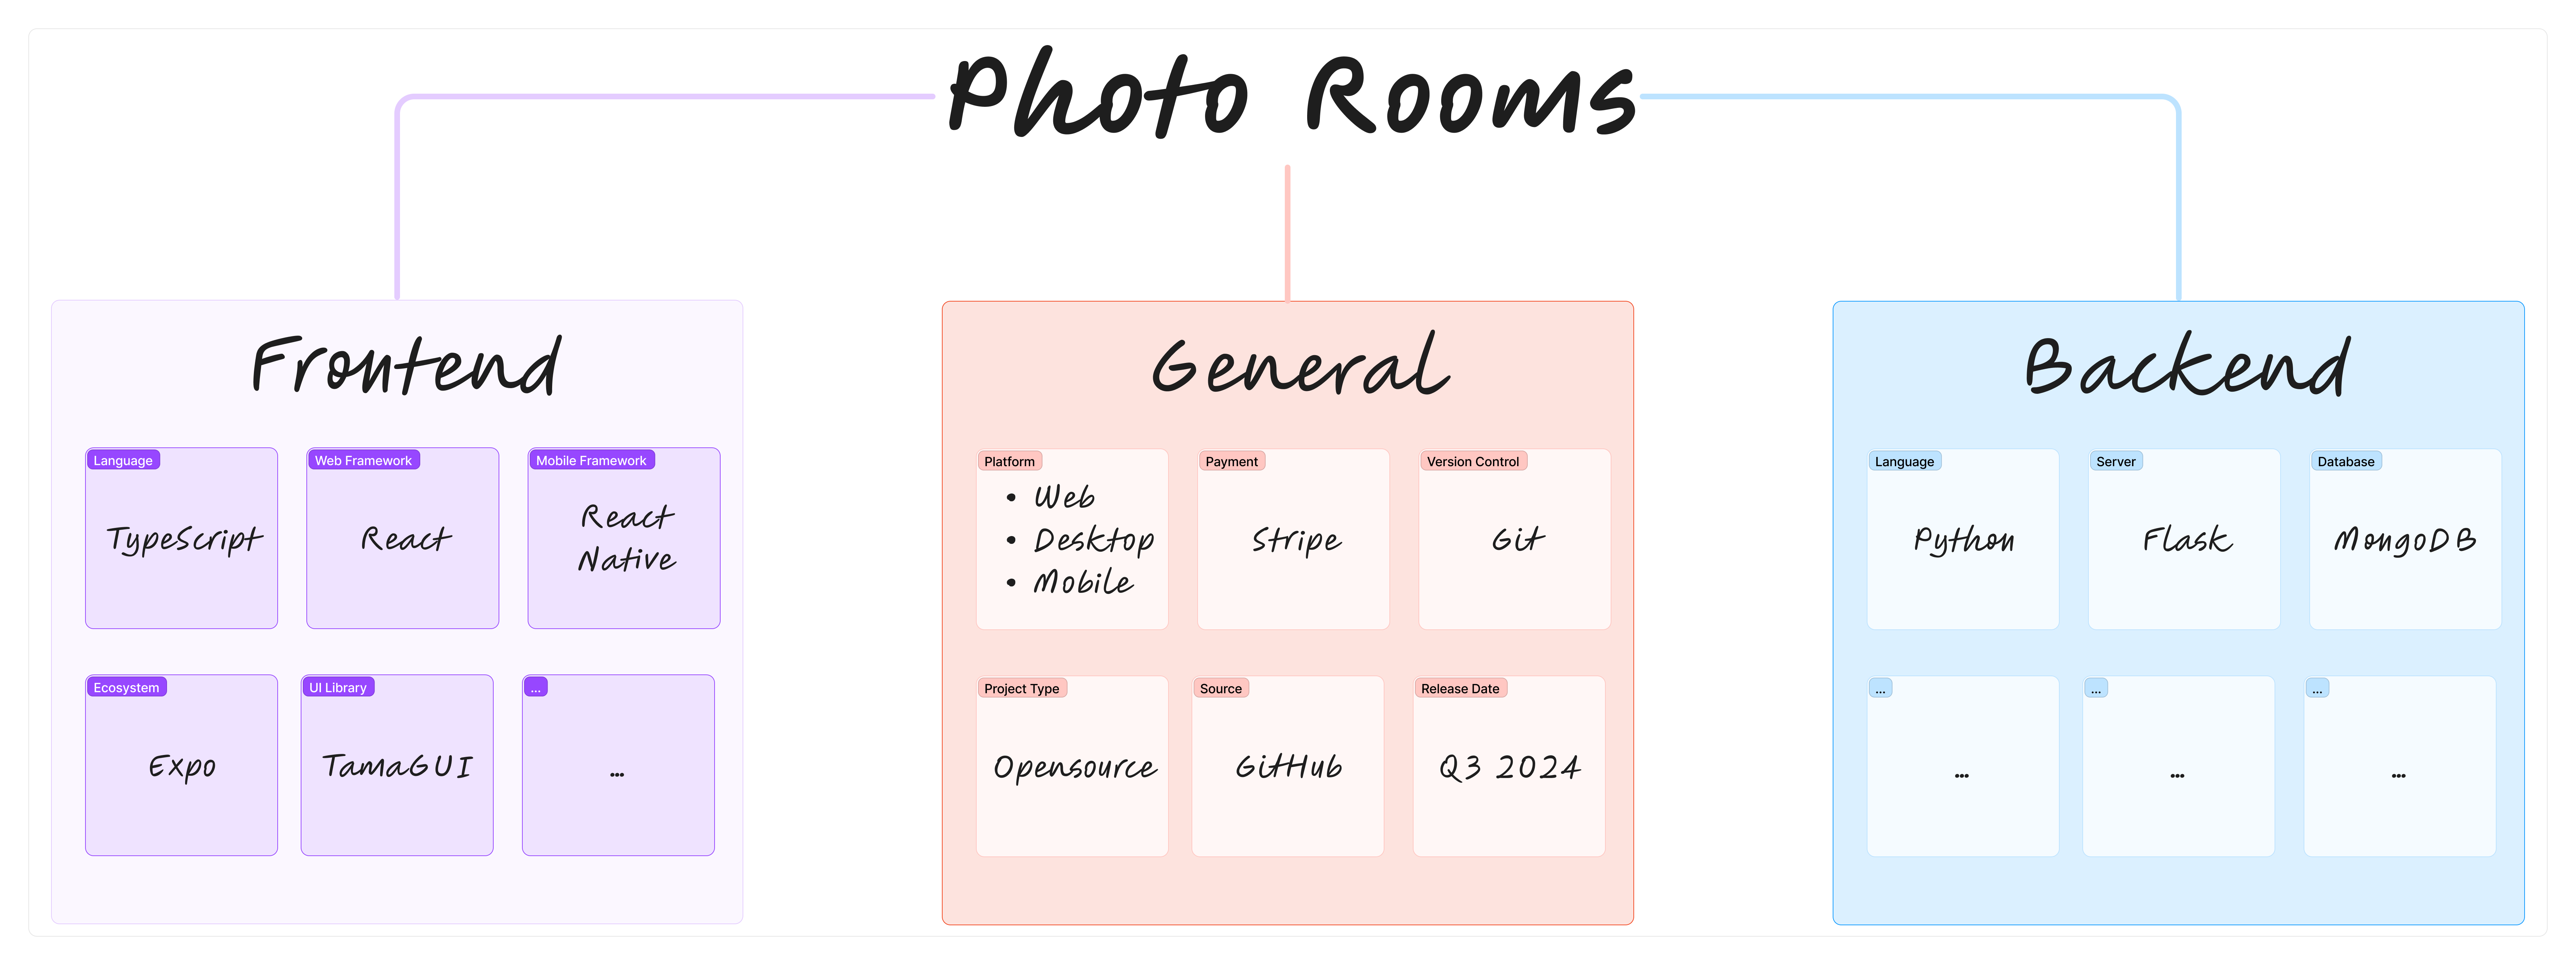 Photo Rooms
Frontend
Language
TypeScript
Web Framework
React
Mobile Framework
React
Native
Ecosystem
Expo
UI Library
TamaGUI
...
...
General
Platform
• Web
• Desktop
• Mobile
Payment
Stripe
Version Control
Git
Project Type
Opensource
Source
GitHub
Release Date
Q3 2024
Backend
Language
Python
Server
Flask
Database
MongoDB
...
...
...
...
...
...